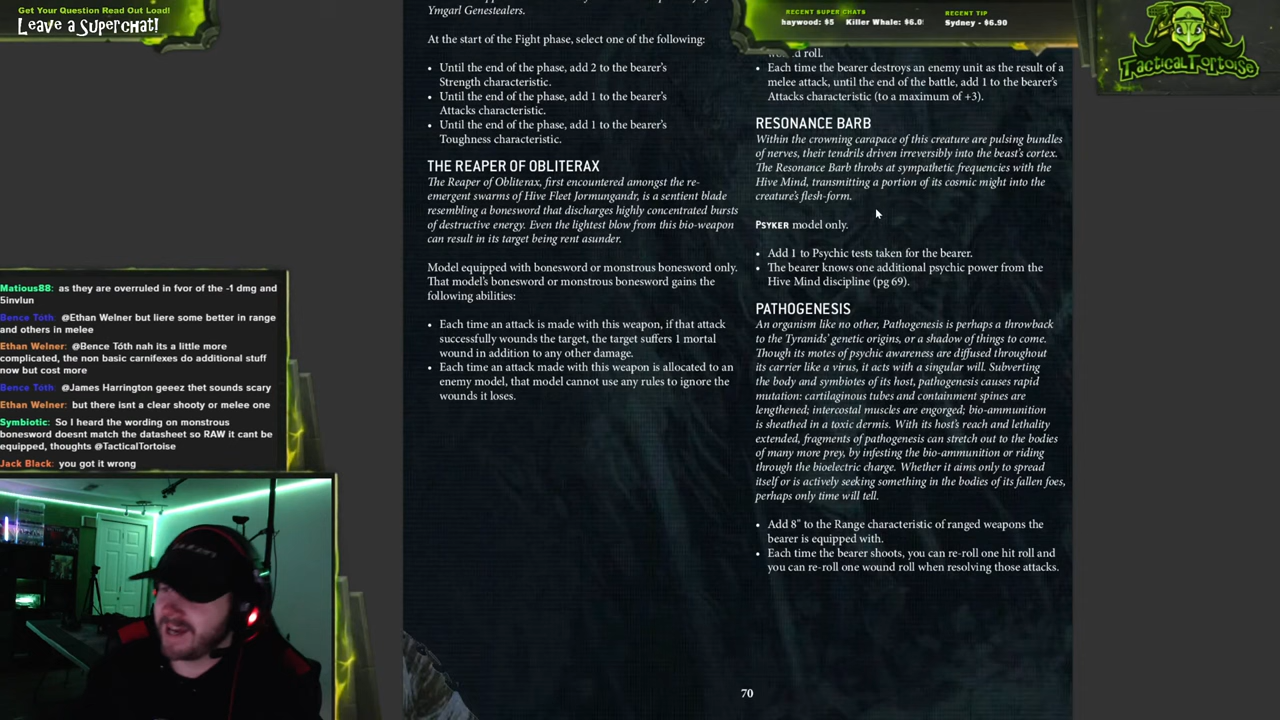 Get Your Question Read Out Load!
Leave a Superchat!
RECENT SUPER CHATS
haywood: $5 Killer Whale: $6.0
RECENT TIP
Sydney - $6.90
TacticalTortoise
Ymgarl Genestealers.
At the start of the Fight phase, select one of the following:
• Until the end of the phase, add 2 to the bearer's
Strength characteristic.
• Until the end of the phase, add 1 to the bearer's
Attacks characteristic.
• Until the end of the phase, add 1 to the bearer's
Toughness characteristic.
THE REAPER OF OBLITERAX
The Reaper of Obliterax, first encountered amongst the re-
emergent swarms of Hive Fleet Jormungandr, is a sentient blade
resembling a bonesword that discharges highly concentrated bursts
of destructive energy. Even the lightest blow from this bio-weapon
can result in its target being rent asunder.
Model equipped with bonesword or monstrous bonesword only.
That model's bonesword or monstrous bonesword gains the
following abilities:
• Each time an attack is made with this weapon, if that attack
successfully wounds the target, the target suffers 1 mortal
wound in addition to any other damage.
• Each time an attack made with this weapon is allocated to an
enemy model, that model cannot use any rules to ignore the
wounds it loses.
wound roll.
• Each time the bearer destroys an enemy unit as the result of a
melee attack, until the end of the battle, add 1 to the bearer's
Attacks characteristic (to a maximum of +3).
RESONANCE BARB
Within the crowning carapace of this creature are pulsing bundles
of nerves, their tendrils driven irreversibly into the beast's cortex.
The Resonance Barb throbs at sympathetic frequencies with the
Hive Mind, transmitting a portion of its cosmic might into the
creature's flesh-form.
PSYKER model only.
• Add 1 to Psychic tests taken for the bearer.
• The bearer knows one additional psychic power from the
Hive Mind discipline (pg 69).
PATHOGENESIS
An organism like no other, Pathogenesis is perhaps a throwback
to the Tyranids' genetic origins, or a shadow of things to come.
Though its motes of psychic awareness are diffused throughout
its carrier like a virus, it acts with a singular will. Subverting
the body and symbiotes of its host, pathogenesis causes rapid
mutation: cartilaginous tubes and containment spines are
lengthened; intercostal muscles are engorged; bio-ammunition
is sheathed in a toxic dermis. With its host's reach and lethality
extended, fragments of pathogenesis can stretch out to the bodies
of many more prey, by infesting the bio-ammunition or riding
through the bioelectric charge. Whether it aims only to spread
itself or is actively seeking something in the bodies of its fallen foes,
perhaps only time will tell.
• Add 8" to the Range characteristic of ranged weapons the
bearer is equipped with.
• Each time the bearer shoots, you can re-roll one hit roll and
you can re-roll one wound roll when resolving those attacks.
70
Matious88: as they are overruled in fvor of the -1 dmg and
5invlun
Bence Tóth: @Ethan Welner but liere some better in range
and others in melee
Ethan Welner: @Bence Tóth nah its a little more
complicated, the non basic carnifexes do additional stuff
now but cost more
Bence Tóth: @James Harrington geeez thet sounds scary
Ethan Welner: but there isnt a clear shooty or melee one
Symbiotic: So I heard the wording on monstrous
bonesword doesnt match the datasheet so RAW it cant be
equipped, thoughts @TacticalTortoise
Jack Black: you got it wrong